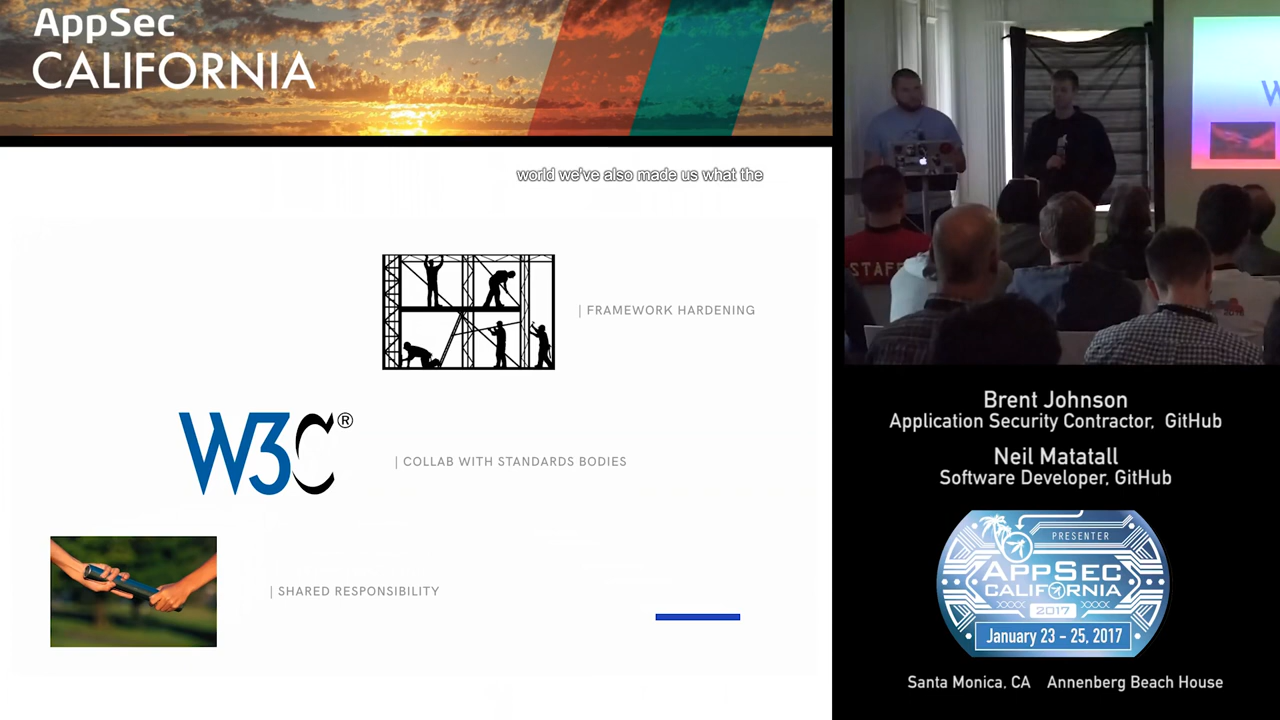 AppSec
CALIFORNIA
world we've also made us what the
| FRAMEWORK HARDENING
W3C®
| COLLAB WITH STANDARDS BODIES
| SHARED RESPONSIBILITY
STAFF
Brent Johnson
Application Security Contractor, GitHub
Neil Matatall
Software Developer, GitHub
PRESENTER
APPSEC
CALIFORNIA
2017
January 23 - 25, 2017
Santa Monica, CA Annenberg Beach House